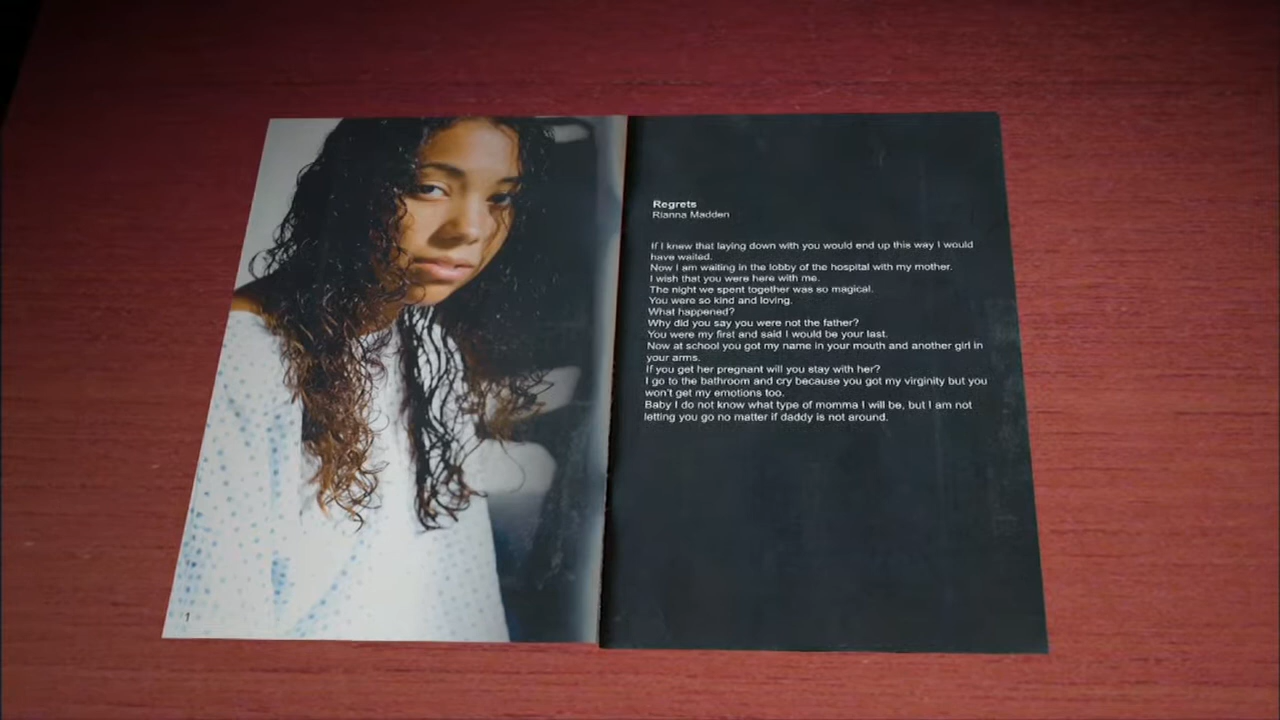 Regrets
Rianna Madden
If I knew that laying down with you would end up this way I would
have waited.
Now I am waiting in the lobby of the hospital with my mother.
I wish that you were here with me.
The night we spent together was so magical.
You were so kind and loving.
What happened?
Why did you say you were not the father?
You were my first and said I would be your last.
Now at school you got my name in your mouth and another girl in
your arms.
If you get her pregnant will you stay with her?
I go to the bathroom and cry because you got my virginity but you
won't get my emotions too.
Baby I do not know what type of momma I will be, but I am not
letting you go no matter if daddy is not around.
1